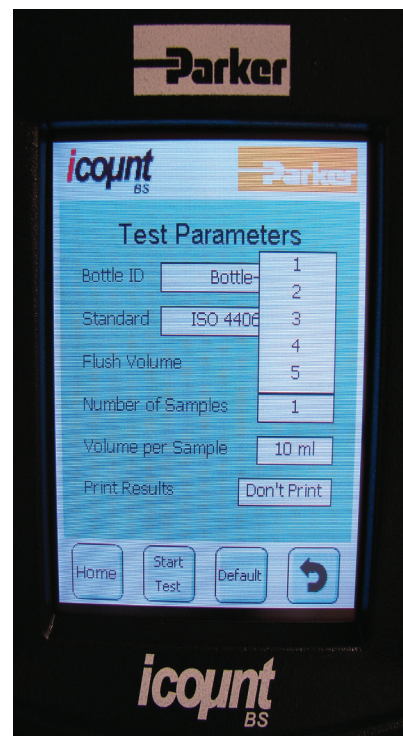 Parker
icount
BS
Parker
Test Parameters
Bottle ID Bottle-
Standard ISO 4406
Flush Volume
1
2
3
4
5
Number of Samples 1
Volume per Sample 10 ml
Print Results Don't Print
Home
Start
Test
Default
icount
BS